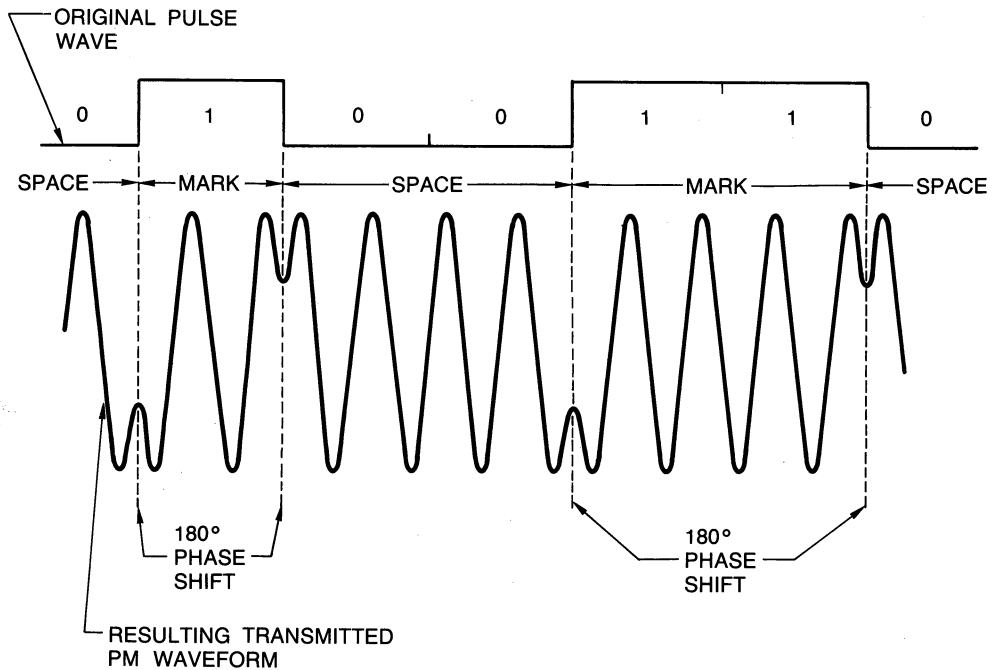 ORIGINAL PULSE
WAVE
0 1 0 0 1 1 0
SPACE MARK SPACE MARK SPACE
180°
PHASE
SHIFT
180°
PHASE
SHIFT
RESULTING TRANSMITTED
PM WAVEFORM